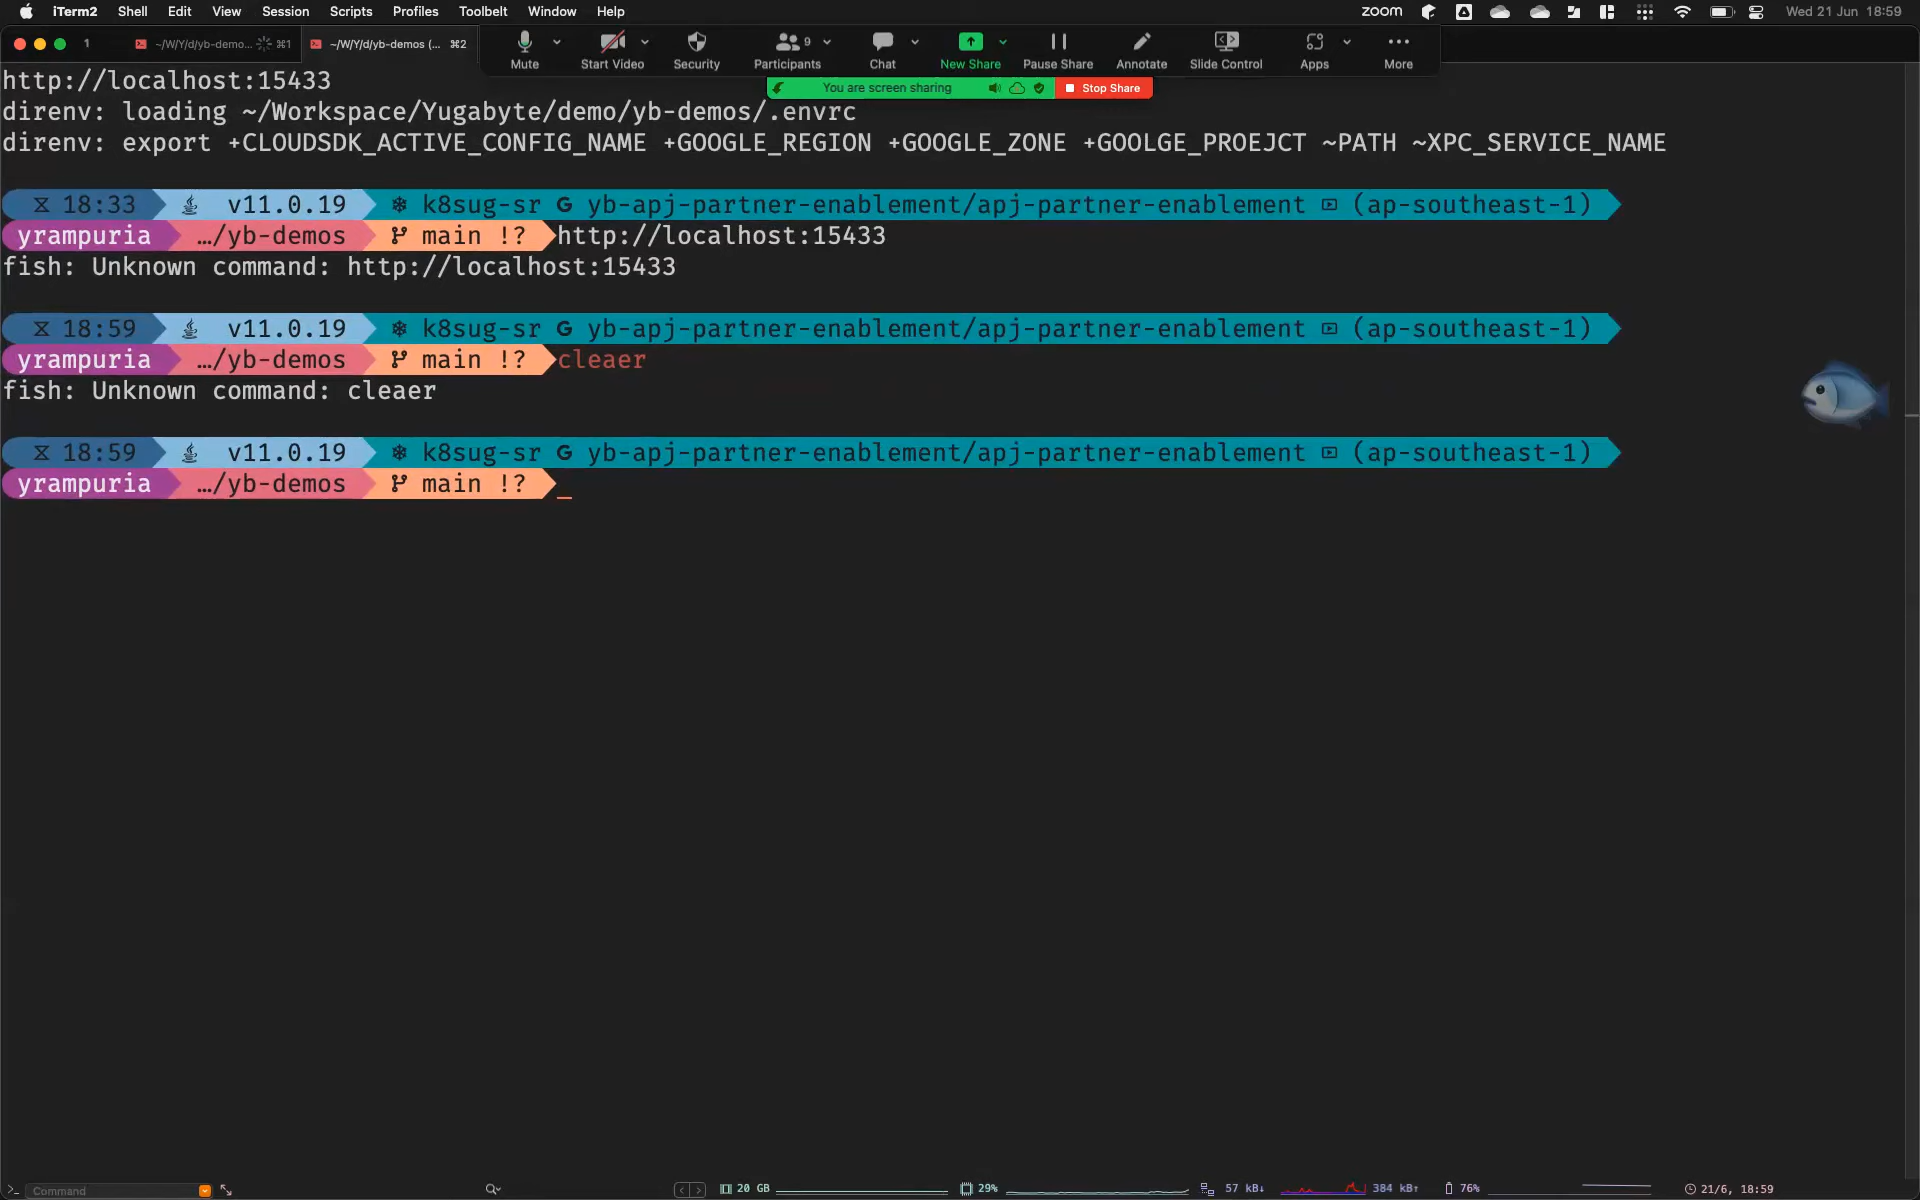 iTerm2 Shell Edit View Session Scripts Profiles Toolbelt Window Help zoom Wed 21 Jun 18:59
1 ~/W/Y/d/yb-demo... ⌘1 ~/W/Y/d/yb-demos (... ⌘2
Mute Start Video Security Participants 9 Chat New Share Pause Share Annotate Slide Control Apps More
You are screen sharing Stop Share
http://localhost:15433
direnv: loading ~/Workspace/Yugabyte/demo/yb-demos/.envrc
direnv: export +CLOUDSDK_ACTIVE_CONFIG_NAME +GOOGLE_REGION +GOOGLE_ZONE +GOOLGE_PROEJCT ~PATH ~XPC_SERVICE_NAME
18:33 v11.0.19 k8sug-sr G yb-apj-partner-enablement/apj-partner-enablement (ap-southeast-1)
yrampuria …/yb-demos main !? http://localhost:15433
fish: Unknown command: http://localhost:15433
18:59 v11.0.19 k8sug-sr G yb-apj-partner-enablement/apj-partner-enablement (ap-southeast-1)
yrampuria …/yb-demos main !? cleaer
fish: Unknown command: cleaer
18:59 v11.0.19 k8sug-sr G yb-apj-partner-enablement/apj-partner-enablement (ap-southeast-1)
yrampuria …/yb-demos main !? _
Command 20 GB 29% 57 kB↓ 384 kB↑ 76% 21/6, 18:59